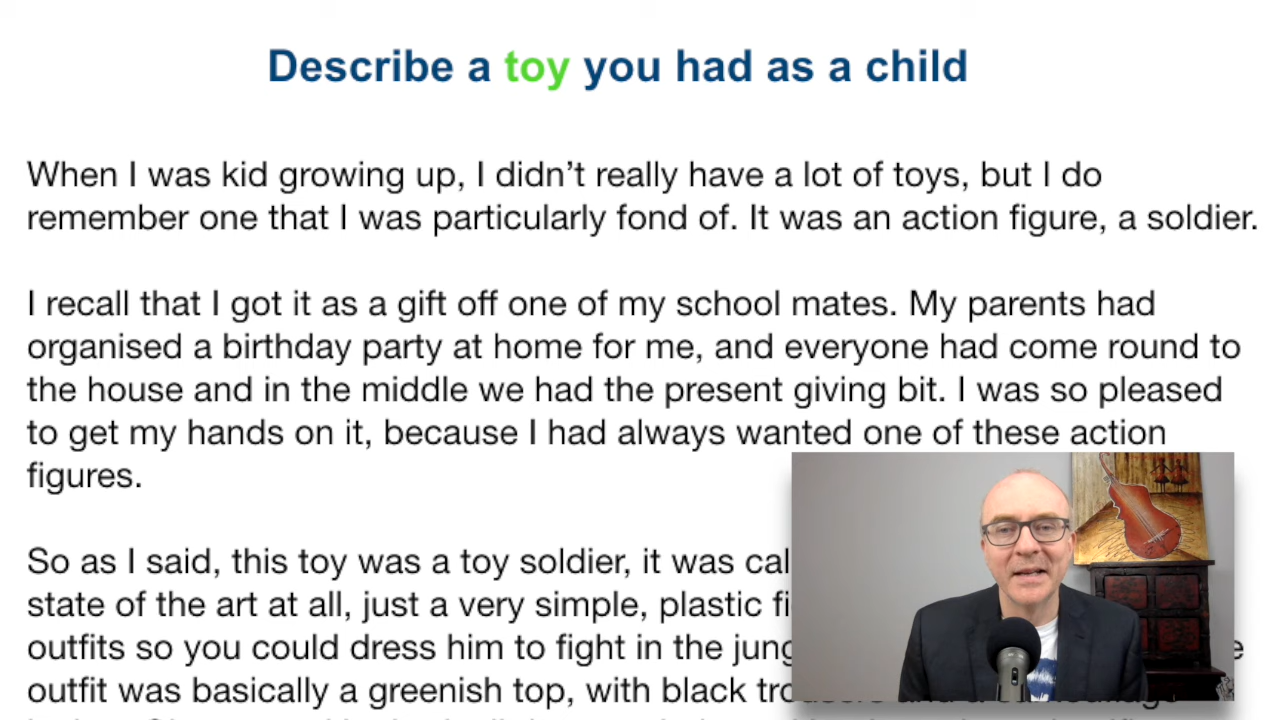 Describe a toy you had as a child
When I was kid growing up, I didn’t really have a lot of toys, but I do
remember one that I was particularly fond of. It was an action figure, a soldier.
I recall that I got it as a gift off one of my school mates. My parents had
organised a birthday party at home for me, and everyone had come round to
the house and in the middle we had the present giving bit. I was so pleased
to get my hands on it, because I had always wanted one of these action
figures.
So as I said, this toy was a toy soldier, it was
state of the art at all, just a very simple, plastic
outfits so you could dress him to fight in the
outfit was basically a greenish top, with black